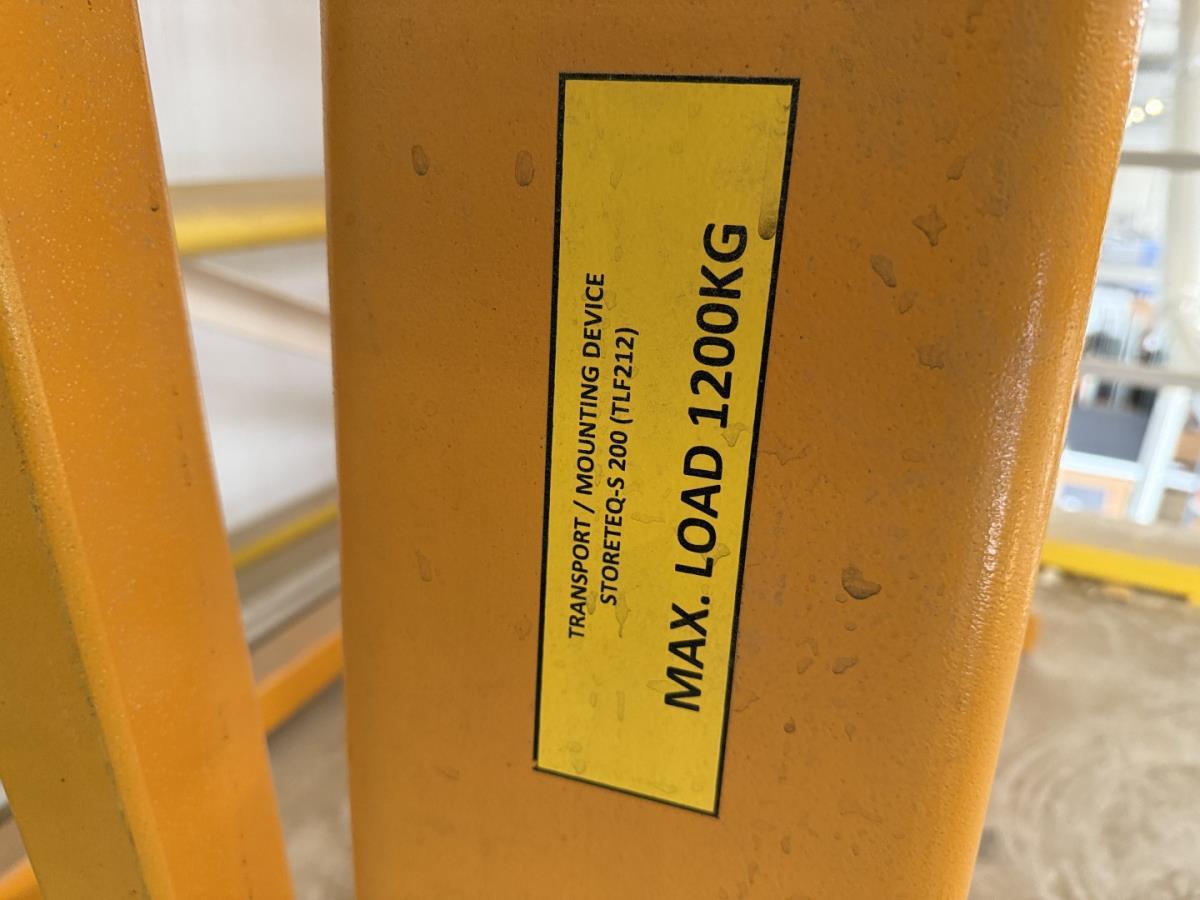 TRANSPORT / MOUNTING DEVICE
STORETEQ-S 200 (TLF212)
MAX. LOAD 1200KG